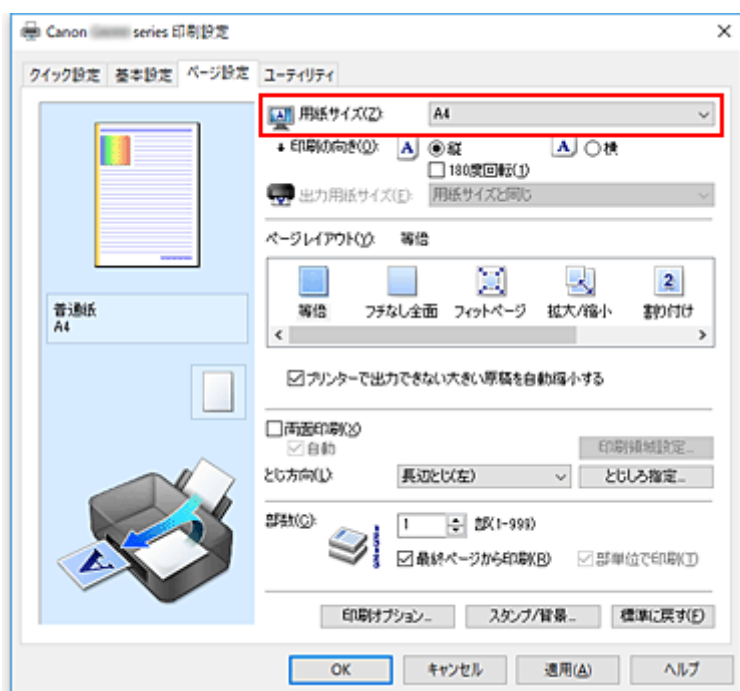 Canon series 印刷設定
クイック設定 基本設定 ページ設定 ユーティリティ
用紙サイズ(Z): A4
印刷の向き(O): A 縦 A 横
180度回転(1)
出力用紙サイズ(E): 用紙サイズと同じ
ページレイアウト(Y): 等倍
等倍 フチなし全面 フィットページ 拡大/縮小 割り付け
普通紙
A4
プリンターで出力できない大きい原稿を自動縮小する
両面印刷(X)
自動 印刷領域設定...
とじ方向(L): 長辺とじ(左) とじしろ指定...
部数(C): 1 部(1-999)
最終ページから印刷(R) 部単位で印刷(T)
印刷オプション... スタンプ/背景... 標準に戻す(F)
OK キャンセル 適用(A) ヘルプ